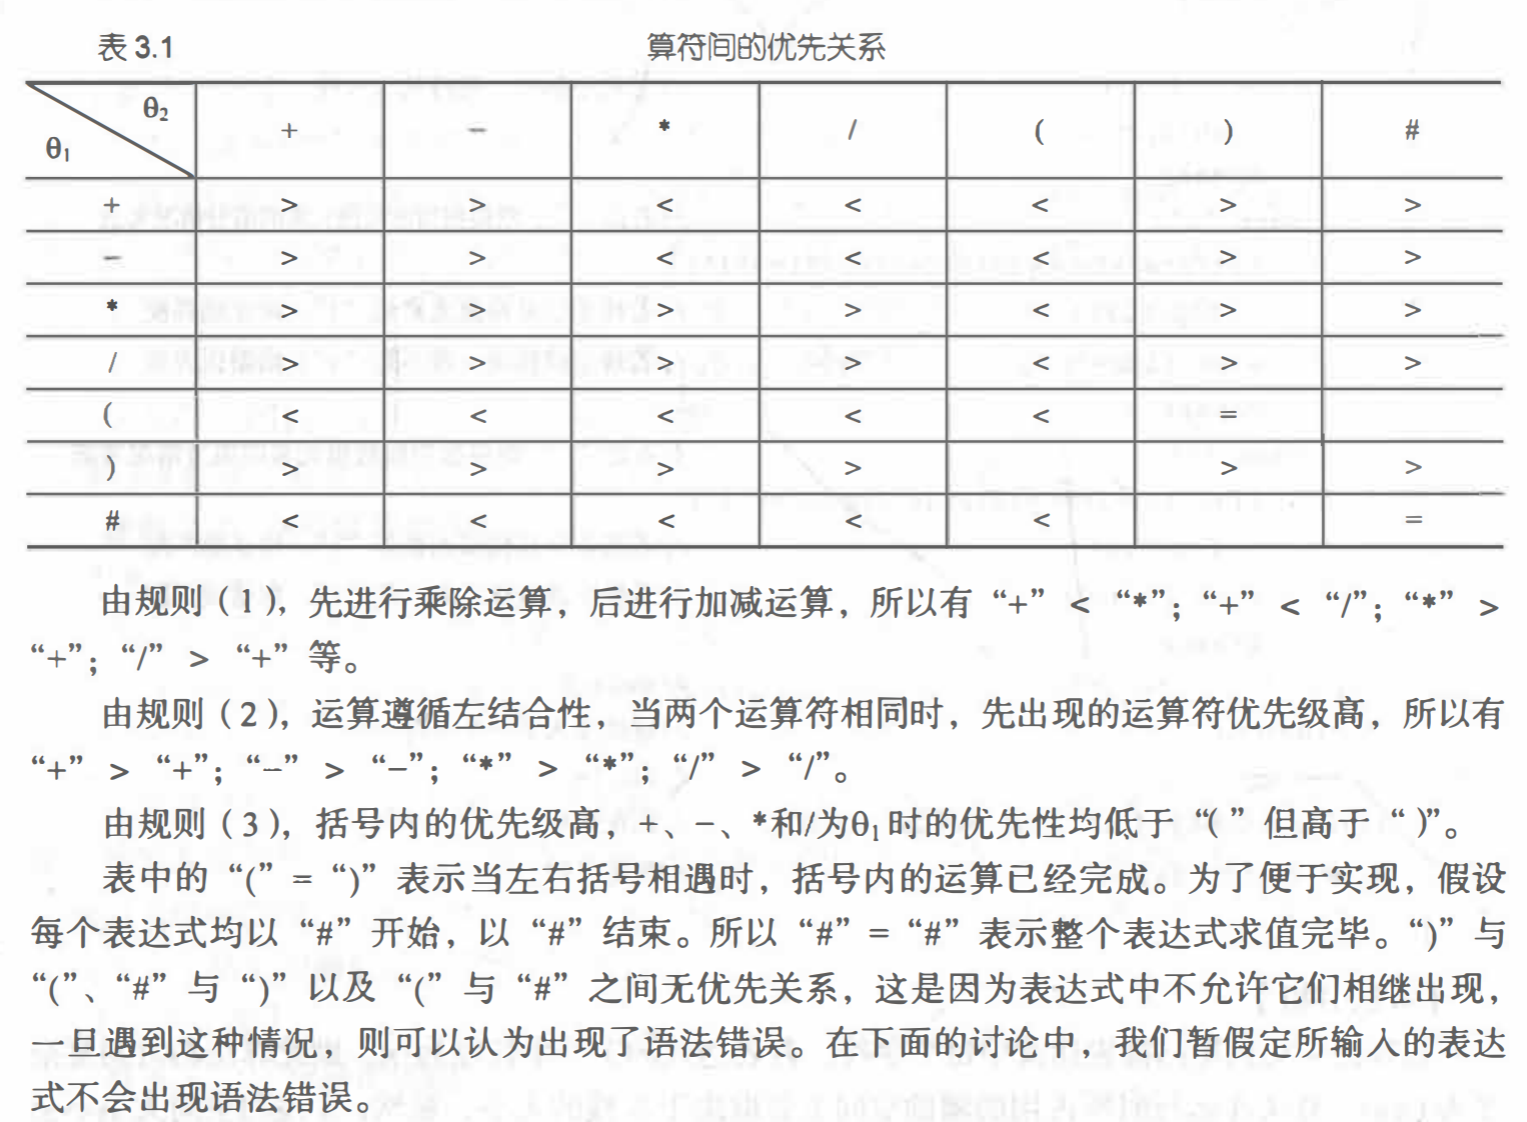 表 3.1 算符间的优先关系
θ₁ θ₂ + − * / ( ) #
+ > > < < < > >
− > > < < < > >
* > > > > < > >
/ > > > > < > >
( < < < < < =
) > > > > > >
# < < < < < =
由规则（1），先进行乘除运算，后进行加减运算，所以有 “+” < “*”；“+” < “/”；“*” >
“+”；“/” > “+” 等。
由规则（2），运算遵循左结合性，当两个运算符相同时，先出现的运算符优先级高，所以有
“+” > “+”；“−” > “−”；“*” > “*”；“/” > “/”。
由规则（3），括号内的优先级高，+、−、*和/为θ₁时的优先性均低于 “(” 但高于 “)”。
表中的 “(” = “)” 表示当左右括号相遇时，括号内的运算已经完成。为了便于实现，假设
每个表达式均以 “#” 开始，以 “#” 结束。所以 “#” = “#” 表示整个表达式求值完毕。“)” 与
“(”、“#” 与 “)” 以及 “(” 与 “#” 之间无优先关系，这是因为表达式中不允许它们相继出现，
一旦遇到这种情况，则可以认为出现了语法错误。在下面的讨论中，我们暂假定所输入的表达
式不会出现语法错误。